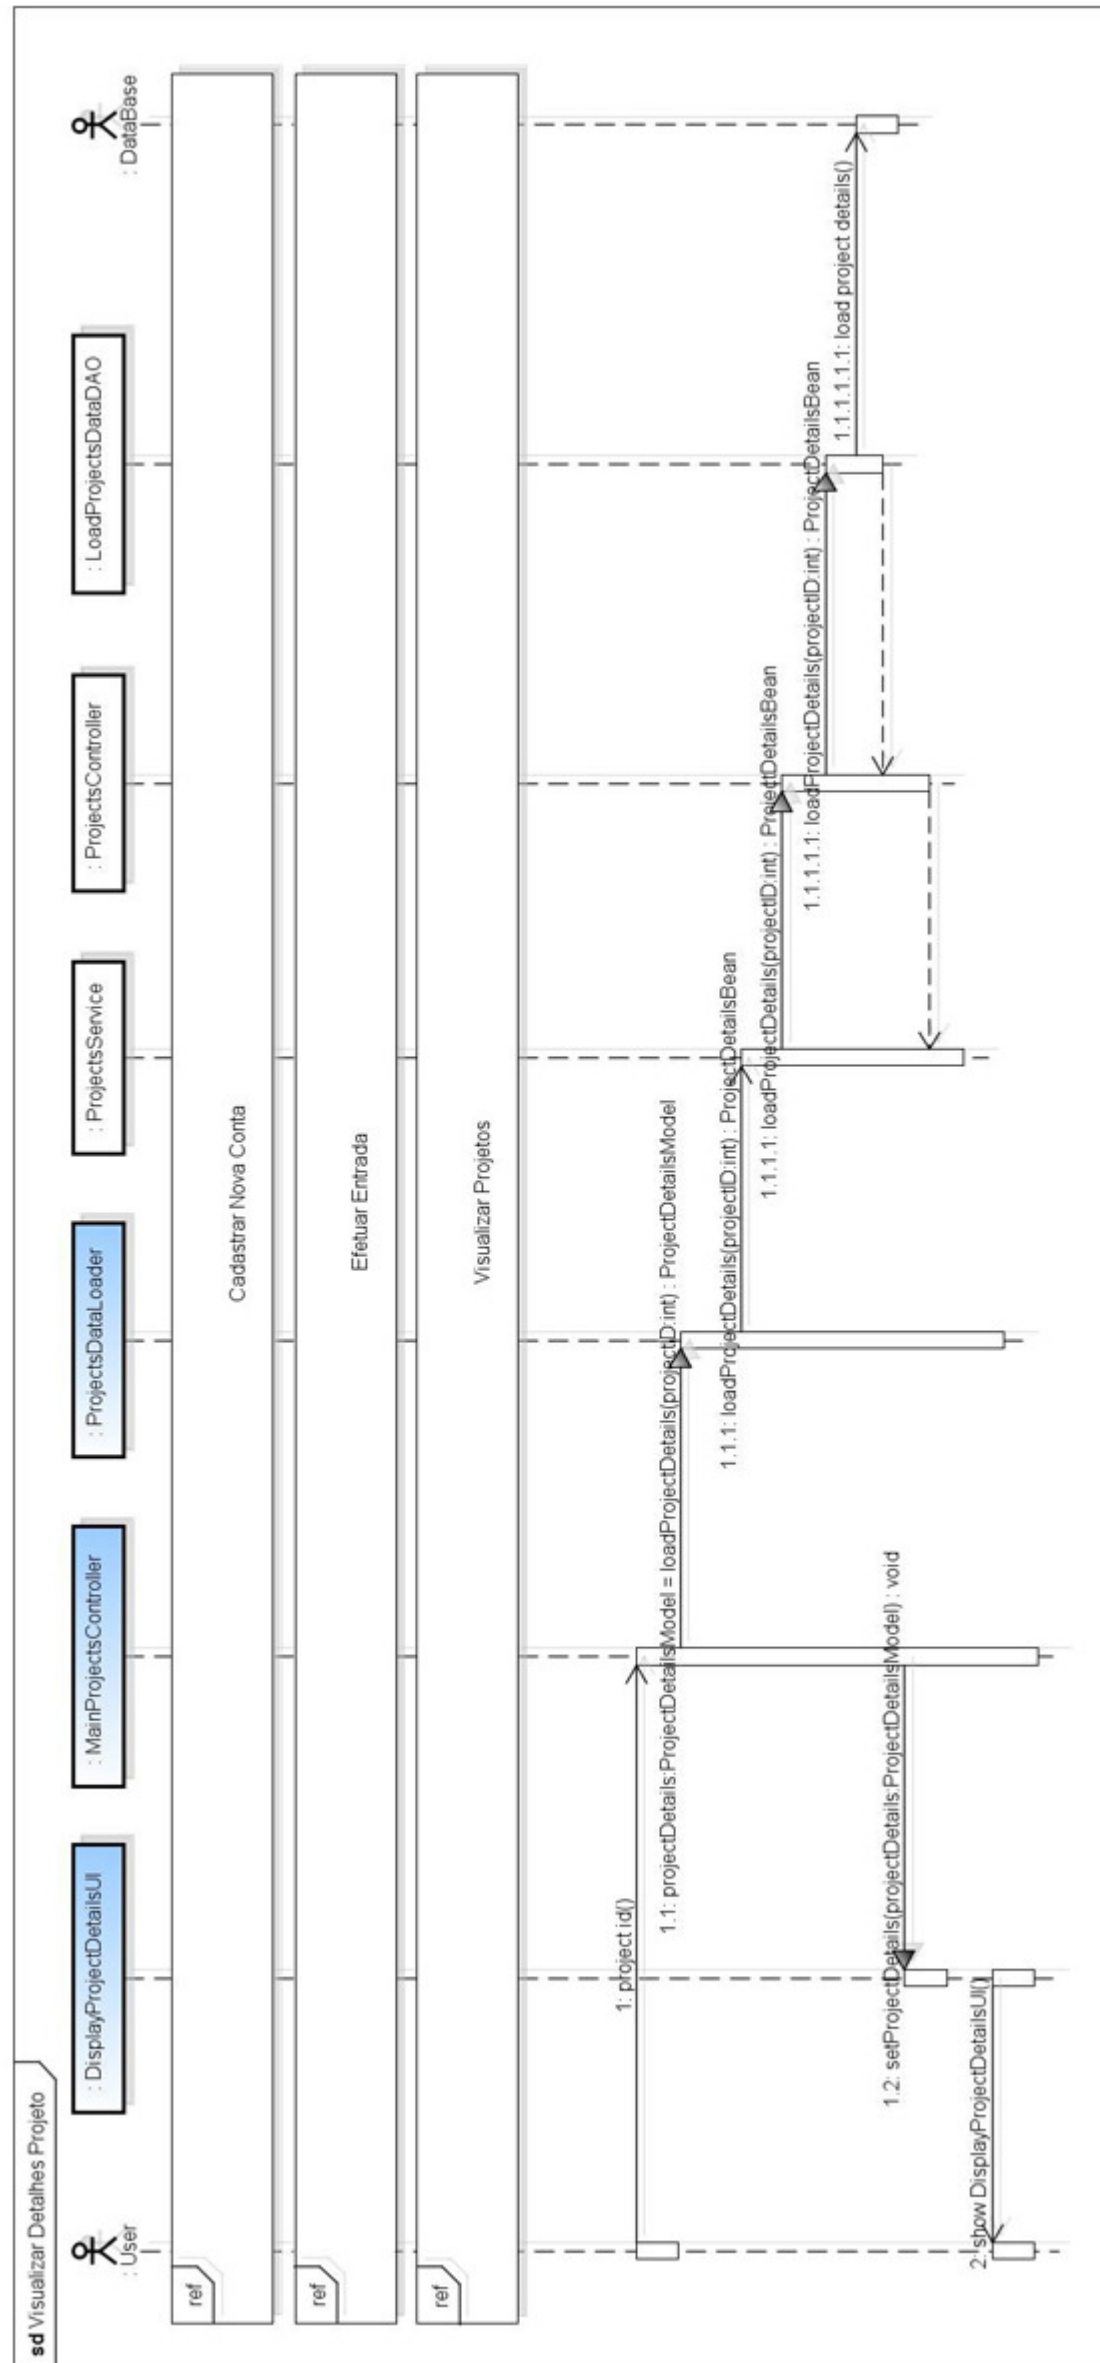 sd Visualizar Detalhes Projeto
: User
: DisplayProjectDetailsUI
: MainProjectsController
: ProjectsDataLoader
: ProjectsService
: ProjectsController
: LoadProjectsDataDAO
: DataBase
ref
Cadastrar Nova Conta
ref
Efetuar Entrada
ref
Visualizar Projetos
1: project id()
1.1: projectDetails:ProjectDetailsModel = loadProjectDetails(projectID:int) : ProjectDetailsModel
1.1.1: loadProjectDetails(projectID:int) : ProjectDetailsBean
1.1.1.1: loadProjectDetails(projectID:int) : ProjectDetailsBean
1.1.1.1.1: loadProjectDetails(projectID:int) : ProjectDetailsBean
1.1.1.1.1.1: load project details()
1.2: setProjectDetails(projectDetails:ProjectDetailsModel) : void
2: show DisplayProjectDetailsUI()